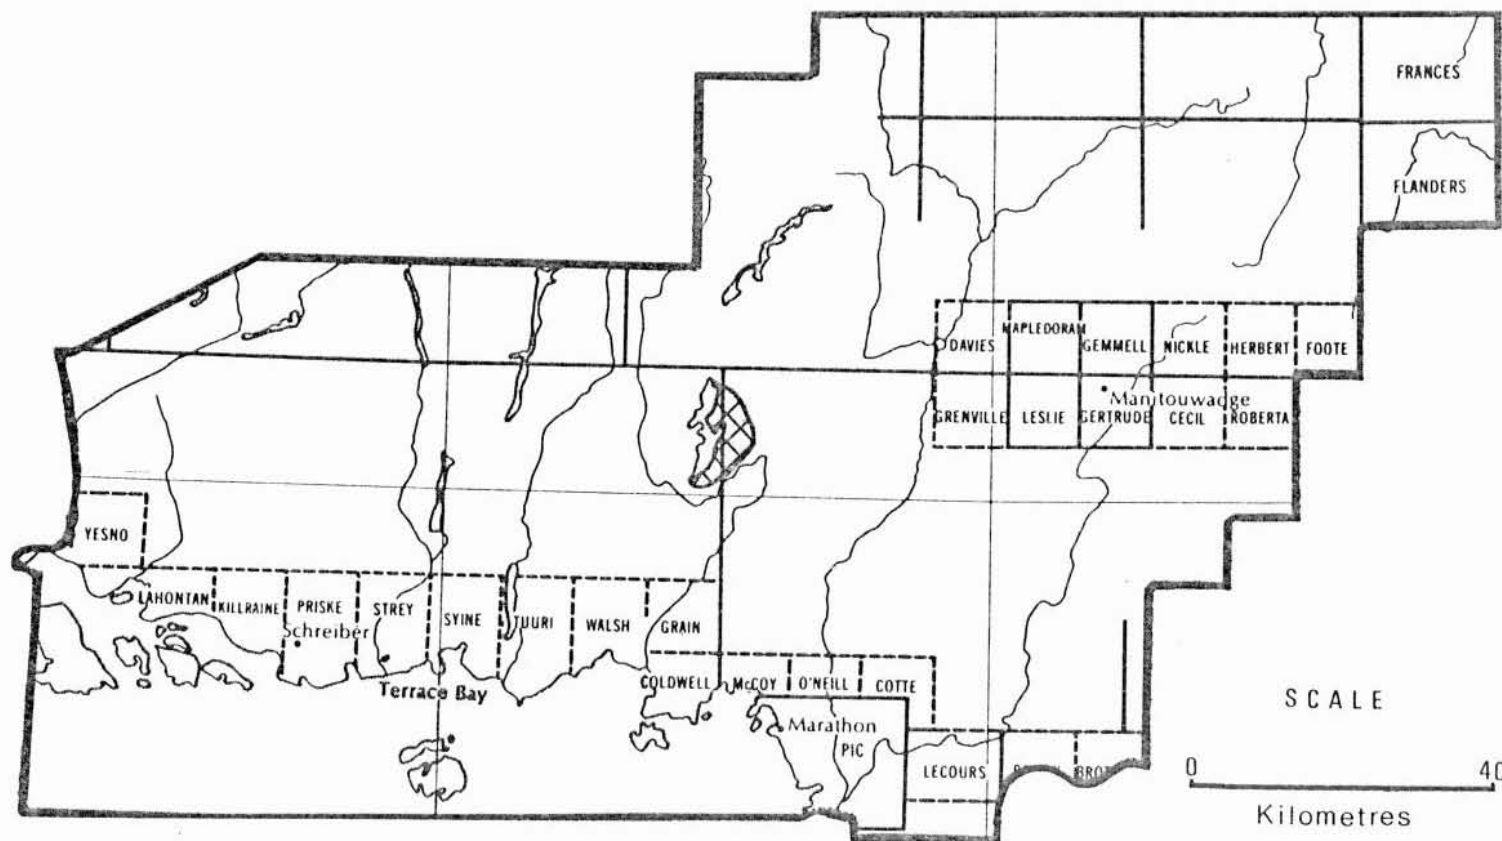 FRANCES
FLANDERS
MAPLEDORAM
DAVIES
GEMMELL
NICKLE
HERBERT
FOOTE
Manitouwadge
GRENVILLE
LESLIE
GERTRUDE
CECIL
ROBERTA
YESNO
LAHONTAN
KILLRAINE
PRISKE
STREY
SYINE
TUURI
WALSH
GRAIN
Schreiber
Terrace Bay
COLDWELL
McCOY
O'NEILL
COTTE
Marathon
PIC
LECOURS
SCALE
0
40
Kilometres